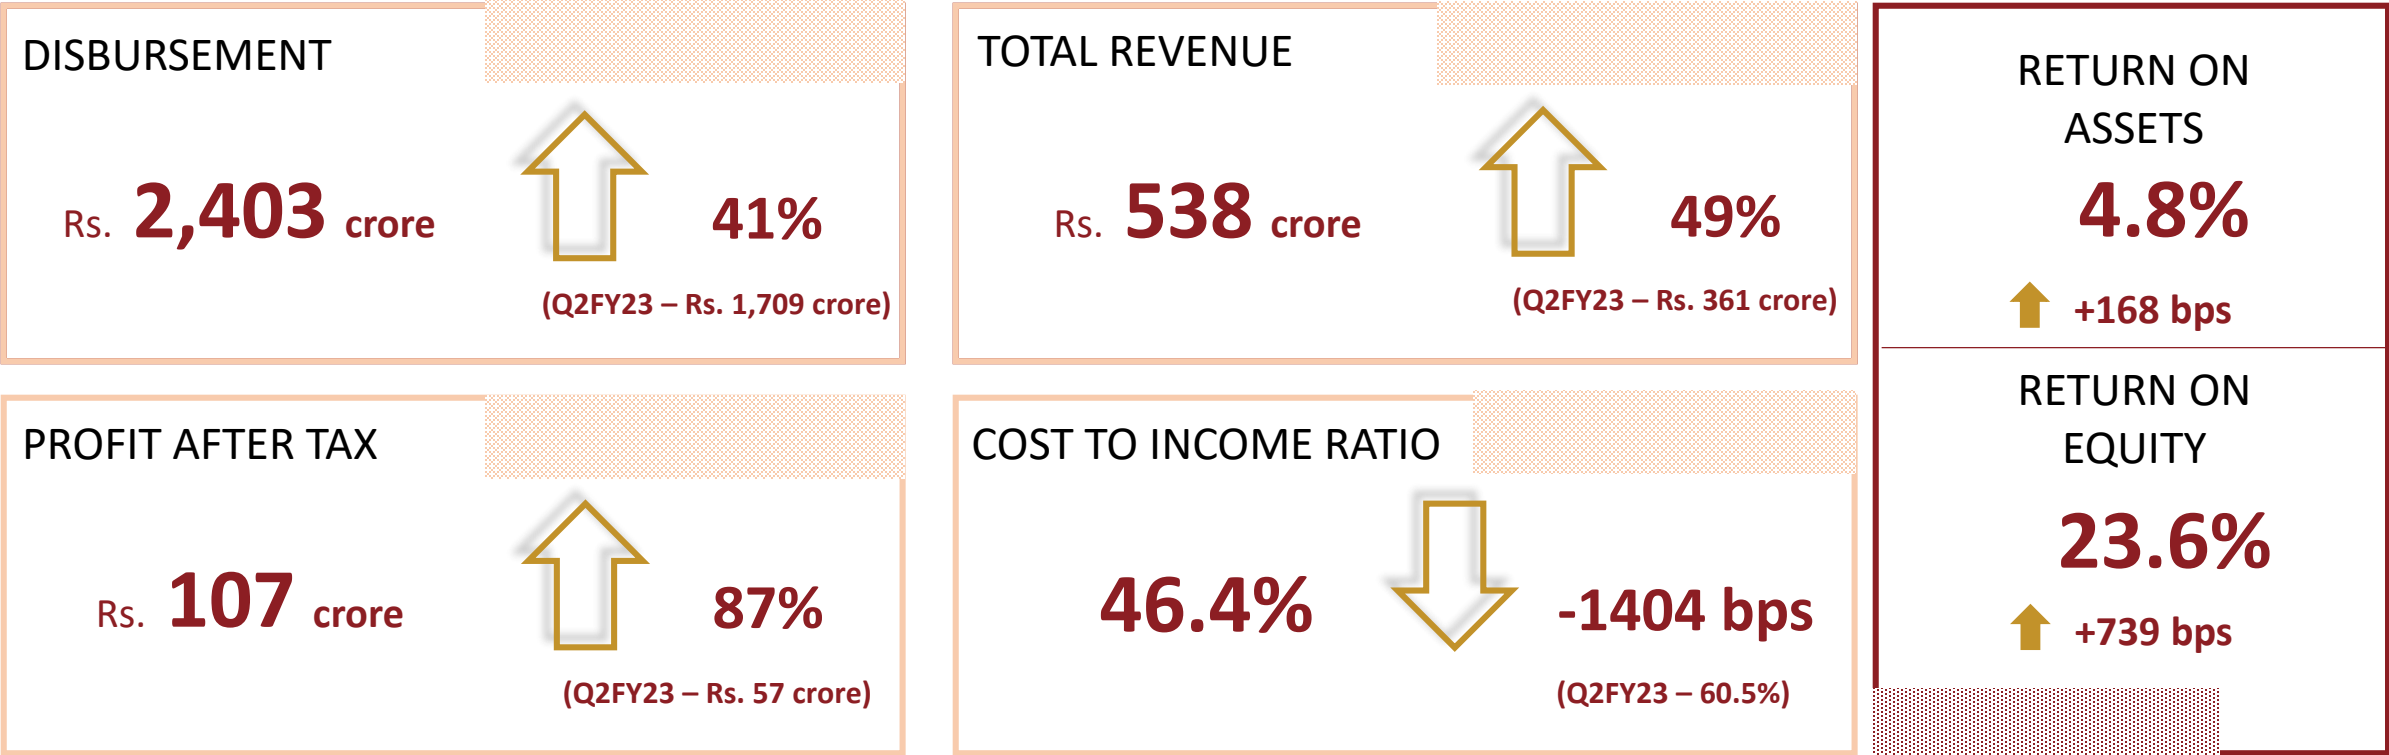 DISBURSEMENT
Rs. 2,403 crore
41%
(Q2FY23 – Rs. 1,709 crore)
TOTAL REVENUE
Rs. 538 crore
49%
(Q2FY23 – Rs. 361 crore)
PROFIT AFTER TAX
Rs. 107 crore
87%
(Q2FY23 – Rs. 57 crore)
COST TO INCOME RATIO
46.4%
-1404 bps
(Q2FY23 – 60.5%)
RETURN ON
ASSETS
4.8%
+168 bps
RETURN ON
EQUITY
23.6%
+739 bps